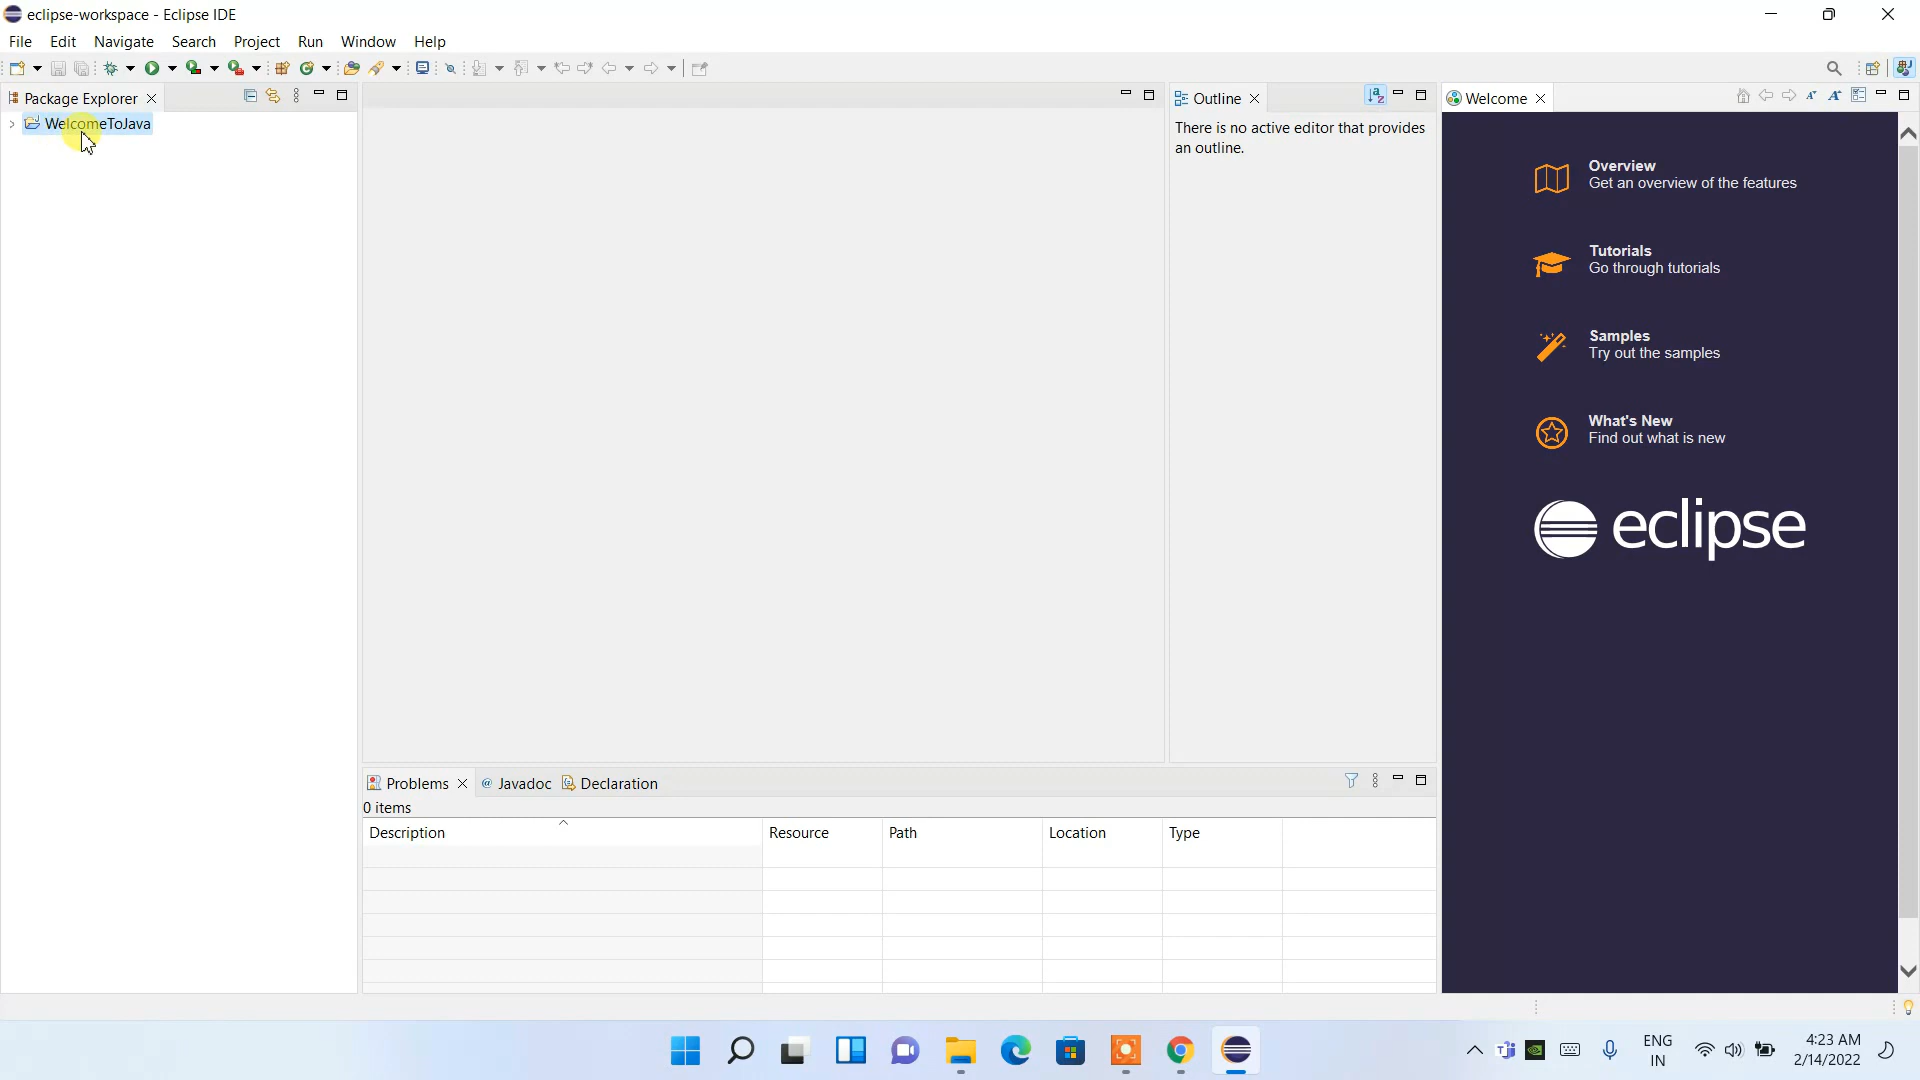 eclipse-workspace - Eclipse IDE
File Edit Navigate Search Project Run Window Help
Package Explorer
WelcomeToJava
Outline
There is no active editor that provides
an outline.
Welcome
Overview
Get an overview of the features
Tutorials
Go through tutorials
Samples
Try out the samples
What's New
Find out what is new
eclipse
Problems @ Javadoc Declaration
0 items
Description Resource Path Location Type
ENG
IN
4:23 AM
2/14/2022